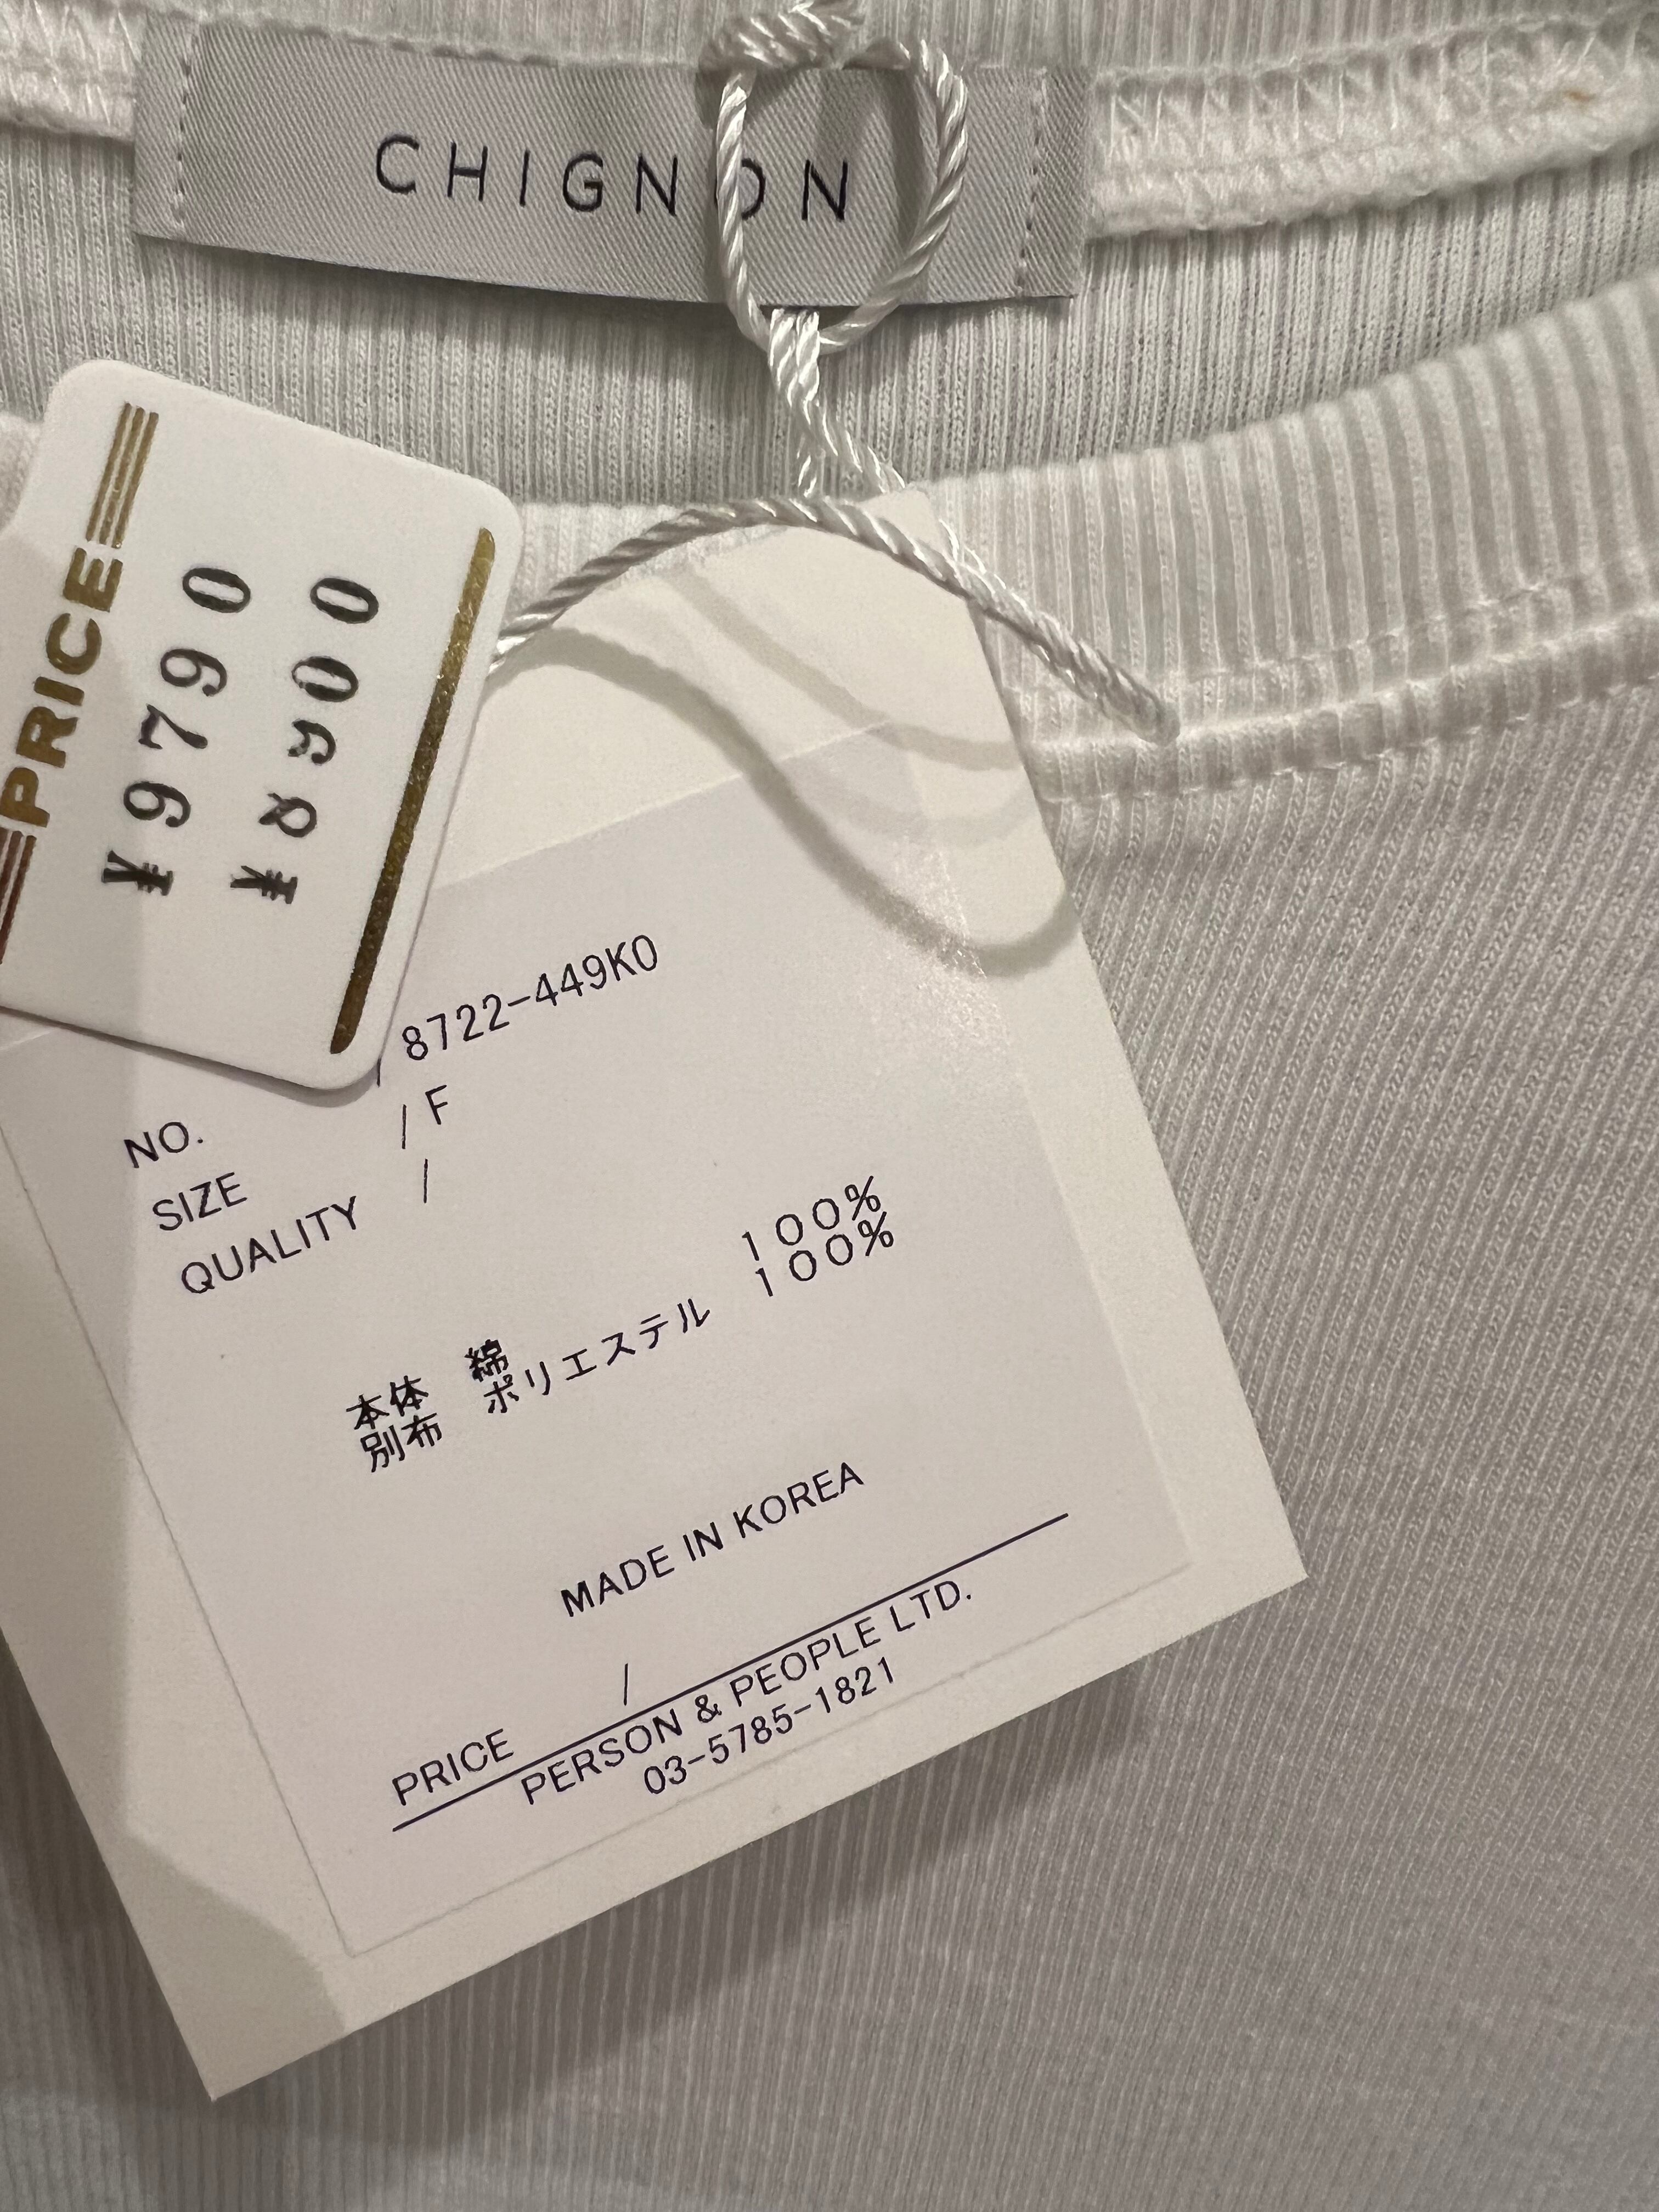 CHIGNON
PRICE
¥9790
¥8900
NO. / 8722-449K0
SIZE / F
QUALITY /
本体 綿 100%
別布 ポリエステル 100%
MADE IN KOREA
PRICE /
PERSON & PEOPLE LTD.
03-5785-1821